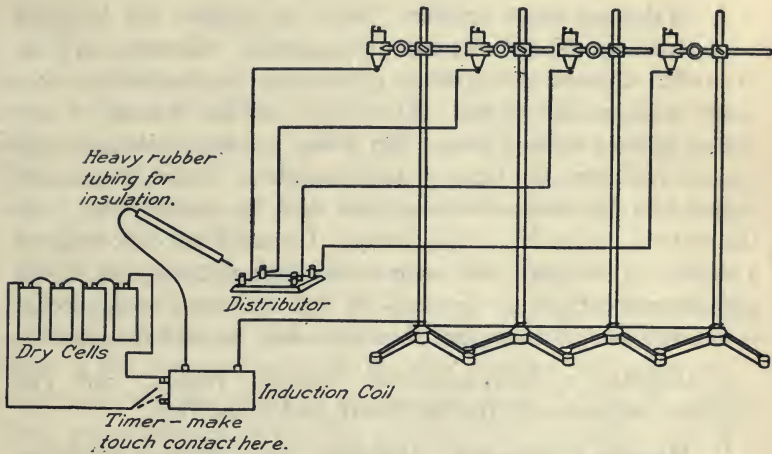 Heavy rubber
tubing for
insulation.
Distributor
Dry Cells
Induction Coil
Timer – make
touch contact here.